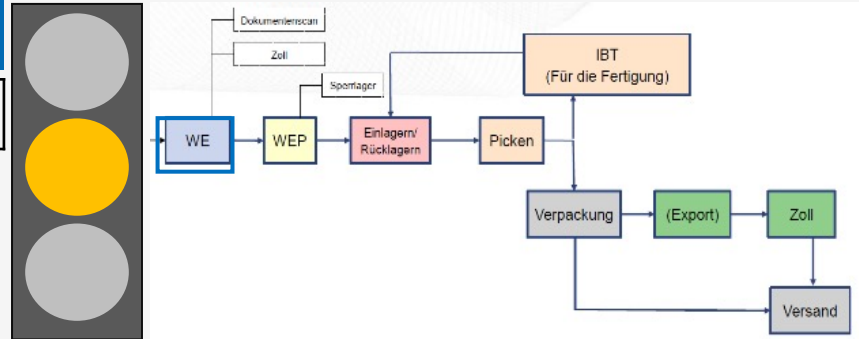 Dokumentenscan
Zoll
Sperrlager
IBT
(Für die Fertigung)
WE
WEP
Einlagern/
Rücklagern
Picken
Verpackung
(Export)
Zoll
Versand